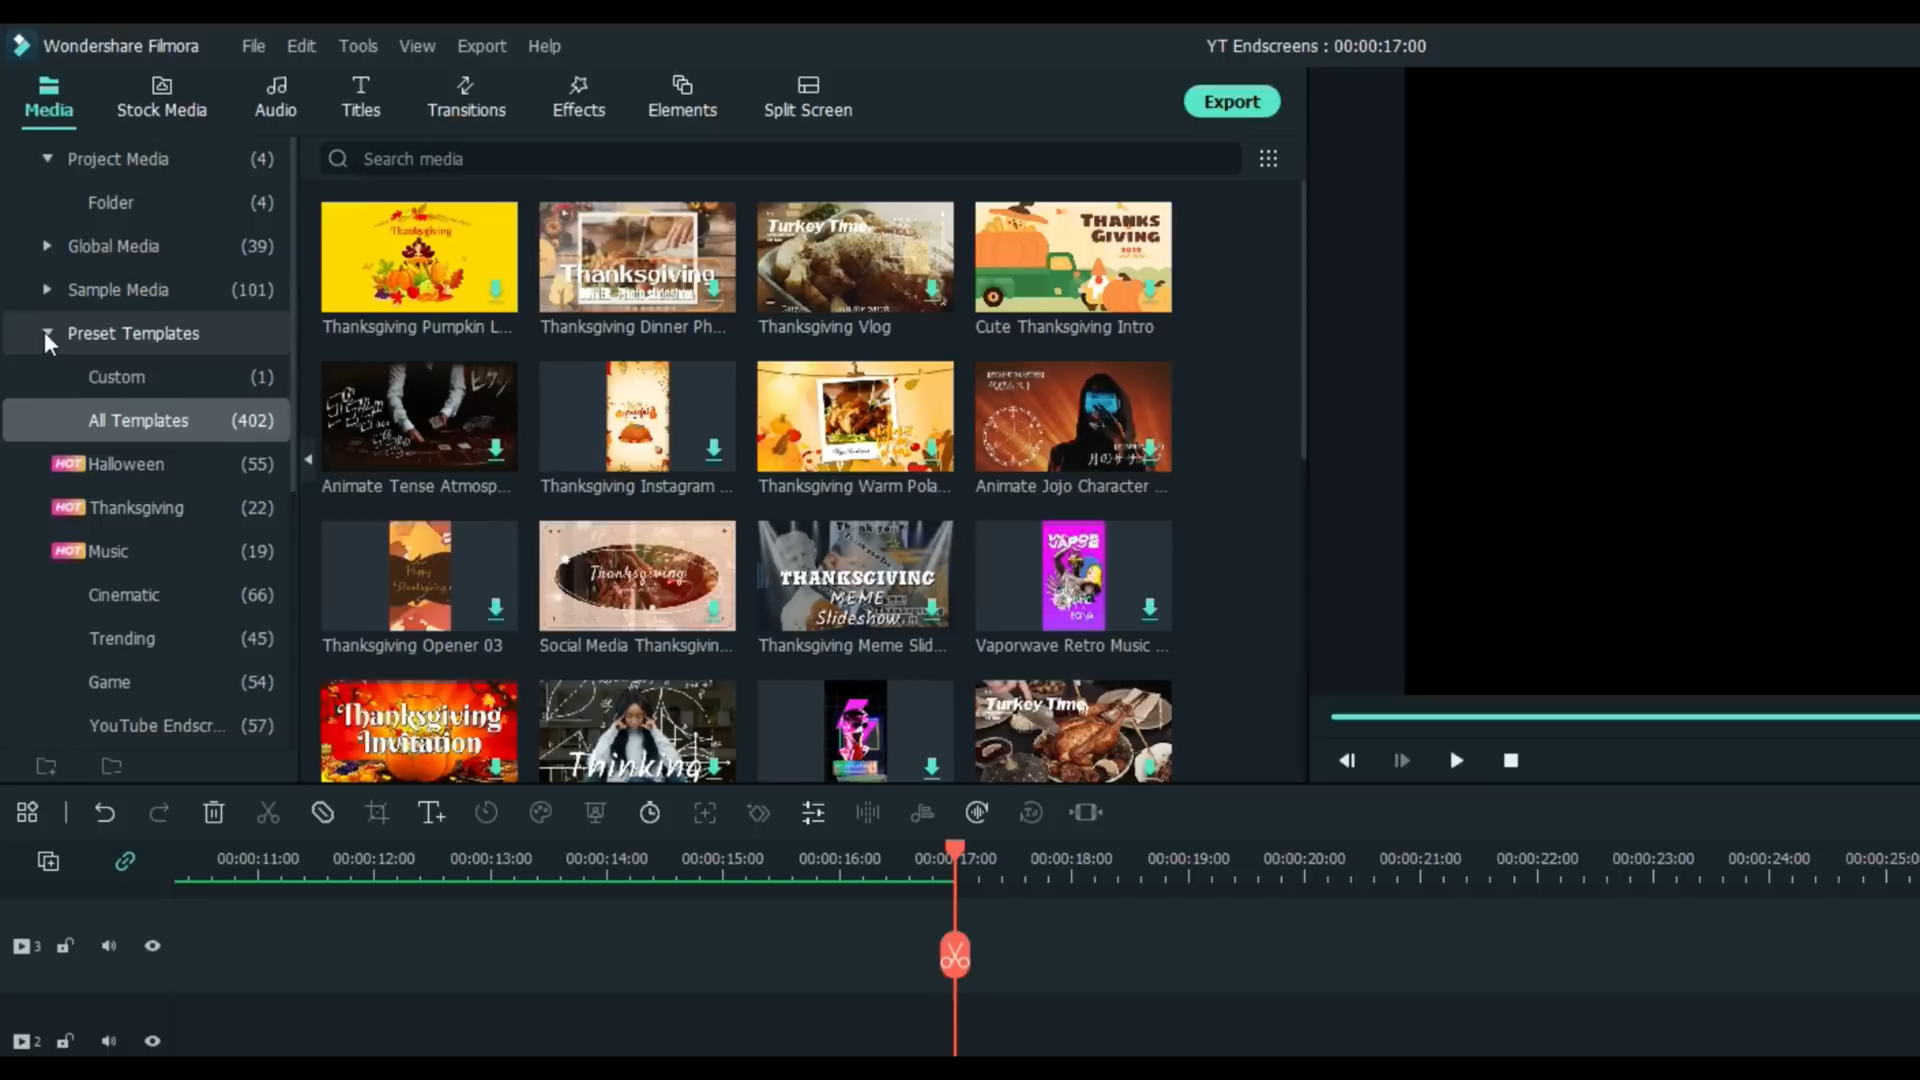 Wondershare Filmora File Edit Tools View Export Help YT Endscreens : 00:00:17:00
Media Stock Media Audio Titles Transitions Effects Elements Split Screen Export
Project Media (4)
Folder (4)
Global Media (39)
Sample Media (101)
Preset Templates
Custom (1)
All Templates (402)
HOT Halloween (55)
HOT Thanksgiving (22)
HOT Music (19)
Cinematic (66)
Trending (45)
Game (54)
YouTube Endscr... (57)
Search media
Thanksgiving
Thanksgiving
Turkey Time
THANKS
GIVING
Thanksgiving Pumpkin L... Thanksgiving Dinner Ph... Thanksgiving Vlog Cute Thanksgiving Intro
Animate Tense Atmosp... Thanksgiving Instagram ... Thanksgiving Warm Pola... Animate Jojo Character ...
Thanksgiving
THANKSGIVING
MEME
Slideshow
Thanksgiving Opener 03 Social Media Thanksgivin... Thanksgiving Meme Slid... Vaporwave Retro Music ...
Thanksgiving
Invitation
Thinking
Turkey Time
00:00:11:00 00:00:12:00 00:00:13:00 00:00:14:00 00:00:15:00 00:00:16:00 00:00:17:00 00:00:18:00 00:00:19:00 00:00:20:00 00:00:21:00 00:00:22:00 00:00:23:00 00:00:24:00 00:00:25:0
3
2